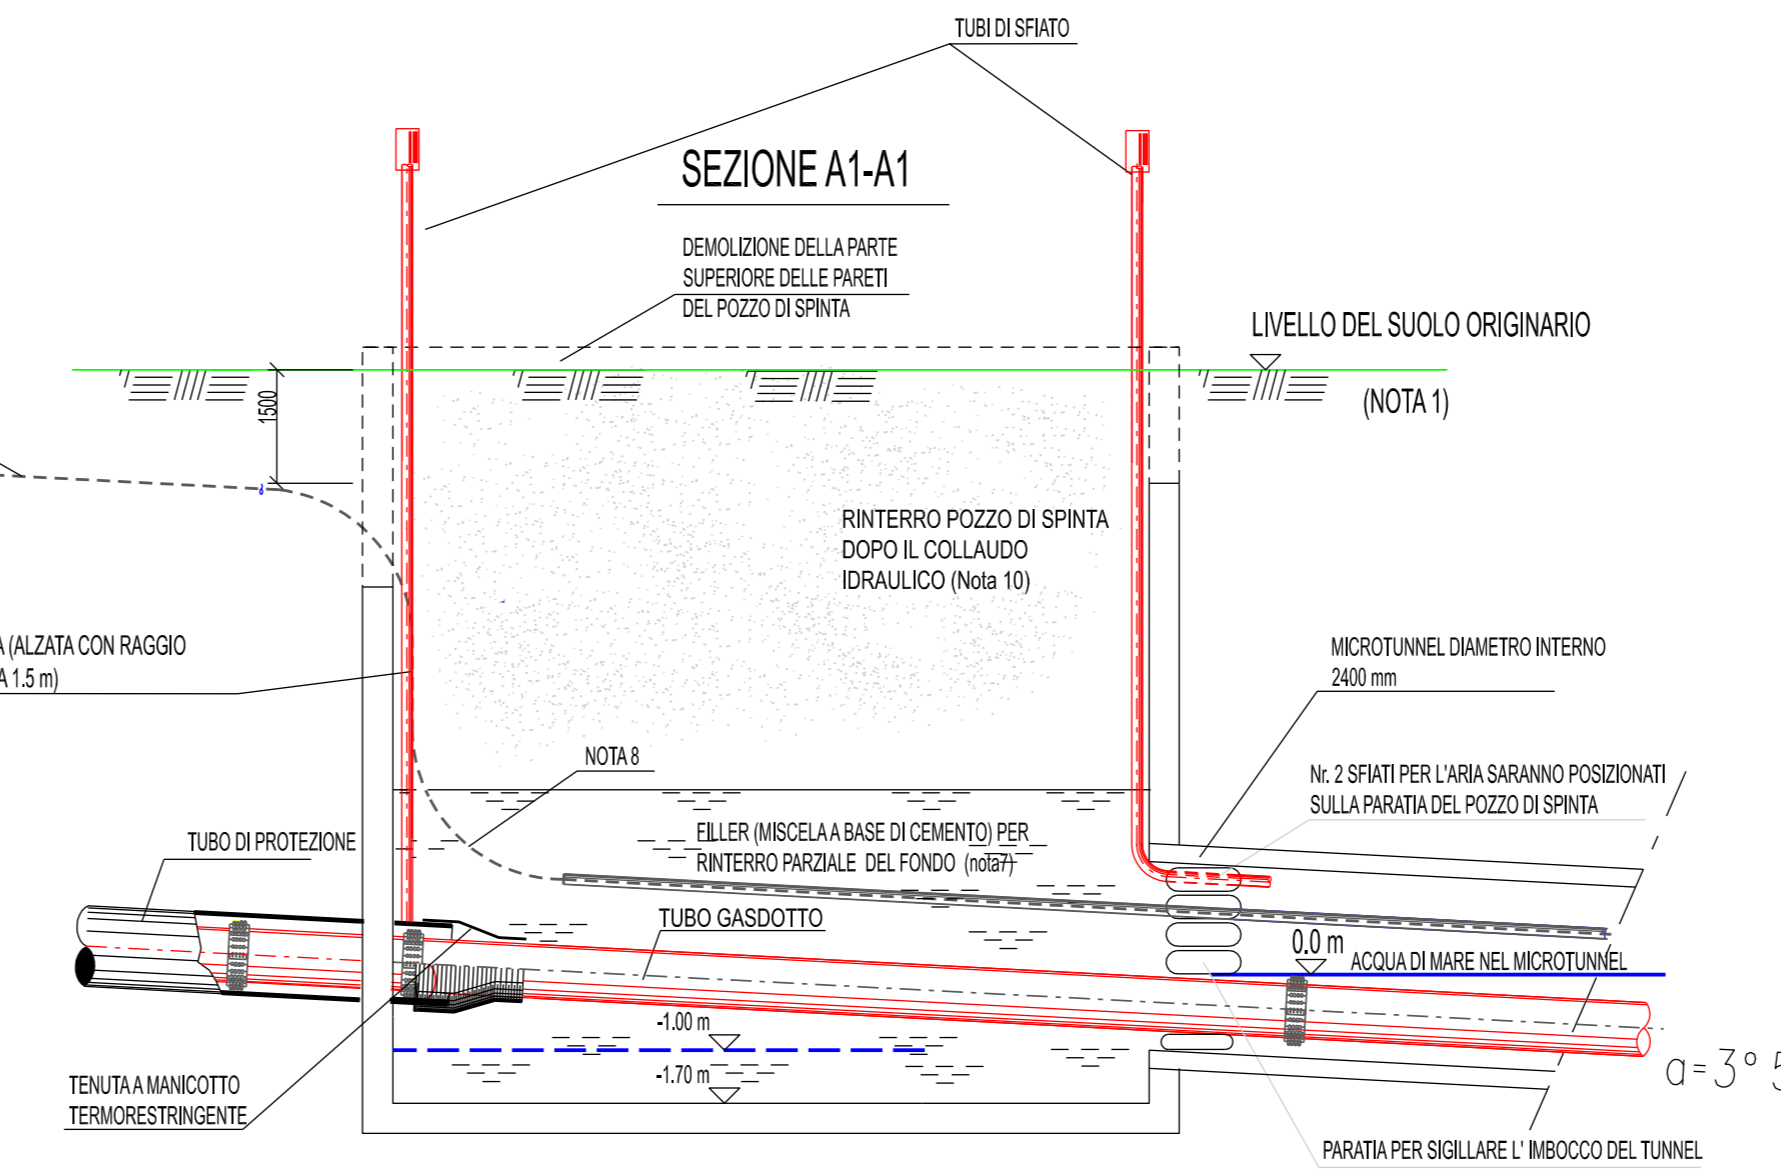 TUBI DI SFIATO
SEZIONE A1-A1
DEMOLIZIONE DELLA PARTE
SUPERIORE DELLE PARETI
DEL POZZO DI SPINTA
LIVELLO DEL SUOLO ORIGINARIO
(NOTA 1)
1500
RINTERRO POZZO DI SPINTA
DOPO IL COLLAUDO
IDRAULICO (Nota 10)
A (ALZATA CON RAGGIO
A 1.5 m)
MICROTUNNEL DIAMETRO INTERNO
2400 mm
NOTA 8
Nr. 2 SFIATI PER L'ARIA SARANNO POSIZIONATI
SULLA PARATIA DEL POZZO DI SPINTA
TUBO DI PROTEZIONE
FILLER (MISCELA A BASE DI CEMENTO) PER
RINTERRO PARZIALE DEL FONDO (nota7)
TUBO GASDOTTO
0.0 m
ACQUA DI MARE NEL MICROTUNNEL
-1.00 m
-1.70 m
a=3° 5
TENUTA A MANICOTTO
TERMORESTRINGENTE
PARATIA PER SIGILLARE L' IMBOCCO DEL TUNNEL